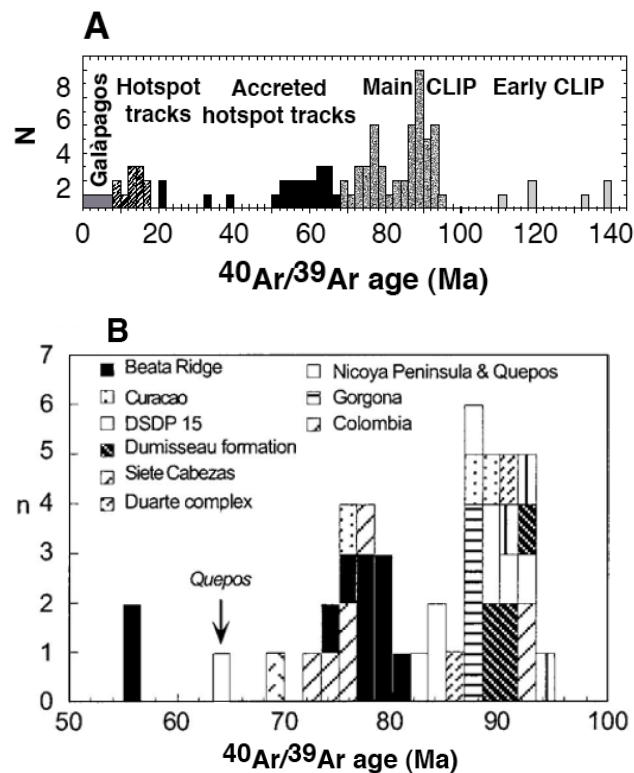 A
N
8
6
4
2
Galàpagos
Hotspot
tracks
Accreted
hotspot tracks
Main CLIP
Early CLIP
0 20 40 60 80 100 120 140
40Ar/39Ar age (Ma)
B
n
7
6
5
4
3
2
1
0
Beata Ridge
Curacao
DSDP 15
Dumisseau formation
Siete Cabezas
Duarte complex
Nicoya Peninsula & Quepos
Gorgona
Colombia
Quepos
50 60 70 80 90 100
40Ar/39Ar age (Ma)